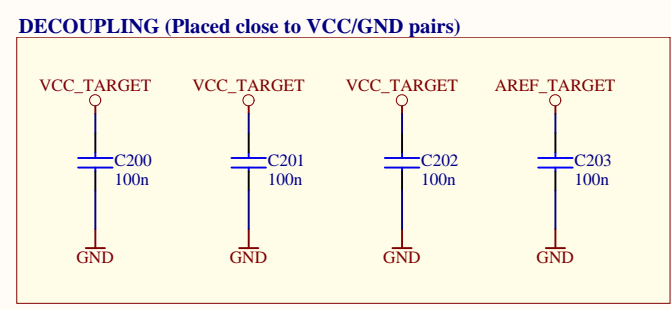 DECOUPLING (Placed close to VCC/GND pairs)
VCC_TARGET VCC_TARGET VCC_TARGET AREF_TARGET
C200 C201 C202 C203
100n 100n 100n 100n
GND GND GND GND